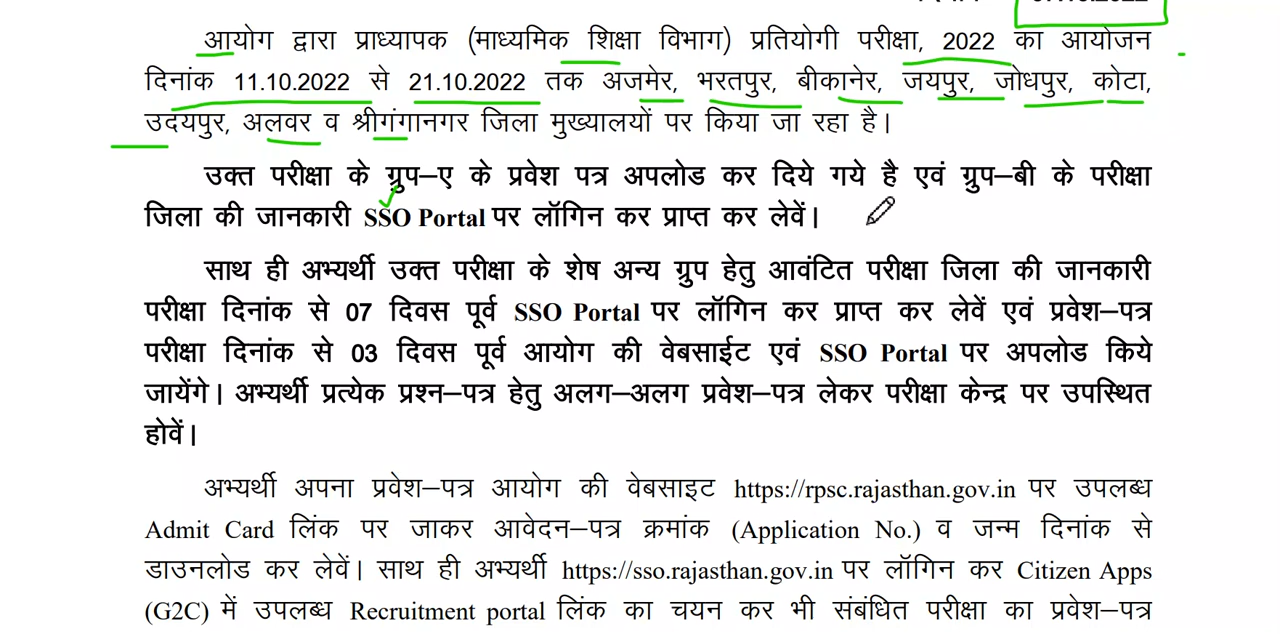 आयोग द्वारा प्राध्यापक (माध्यमिक शिक्षा विभाग) प्रतियोगी परीक्षा, 2022 का आयोजन
दिनांक 11.10.2022 से 21.10.2022 तक अजमेर, भरतपुर, बीकानेर, जयपुर, जोधपुर, कोटा,
उदयपुर, अलवर व श्रीगंगानगर जिला मुख्यालयों पर किया जा रहा है।
उक्त परीक्षा के ग्रुप–ए के प्रवेश पत्र अपलोड कर दिये गये है एवं ग्रुप–बी के परीक्षा
जिला की जानकारी SSO Portal पर लॉगिन कर प्राप्त कर लेवें।
साथ ही अभ्यर्थी उक्त परीक्षा के शेष अन्य ग्रुप हेतु आवंटित परीक्षा जिला की जानकारी
परीक्षा दिनांक से 07 दिवस पूर्व SSO Portal पर लॉगिन कर प्राप्त कर लेवें एवं प्रवेश–पत्र
परीक्षा दिनांक से 03 दिवस पूर्व आयोग की वेबसाईट एवं SSO Portal पर अपलोड किये
जायेंगे। अभ्यर्थी प्रत्येक प्रश्न–पत्र हेतु अलग–अलग प्रवेश–पत्र लेकर परीक्षा केन्द्र पर उपस्थित
होवें।
अभ्यर्थी अपना प्रवेश–पत्र आयोग की वेबसाइट https://rpsc.rajasthan.gov.in पर उपलब्ध
Admit Card लिंक पर जाकर आवेदन–पत्र क्रमांक (Application No.) व जन्म दिनांक से
डाउनलोड कर लेवें। साथ ही अभ्यर्थी https://sso.rajasthan.gov.in पर लॉगिन कर Citizen Apps
(G2C) में उपलब्ध Recruitment portal लिंक का चयन कर भी संबंधित परीक्षा का प्रवेश–पत्र